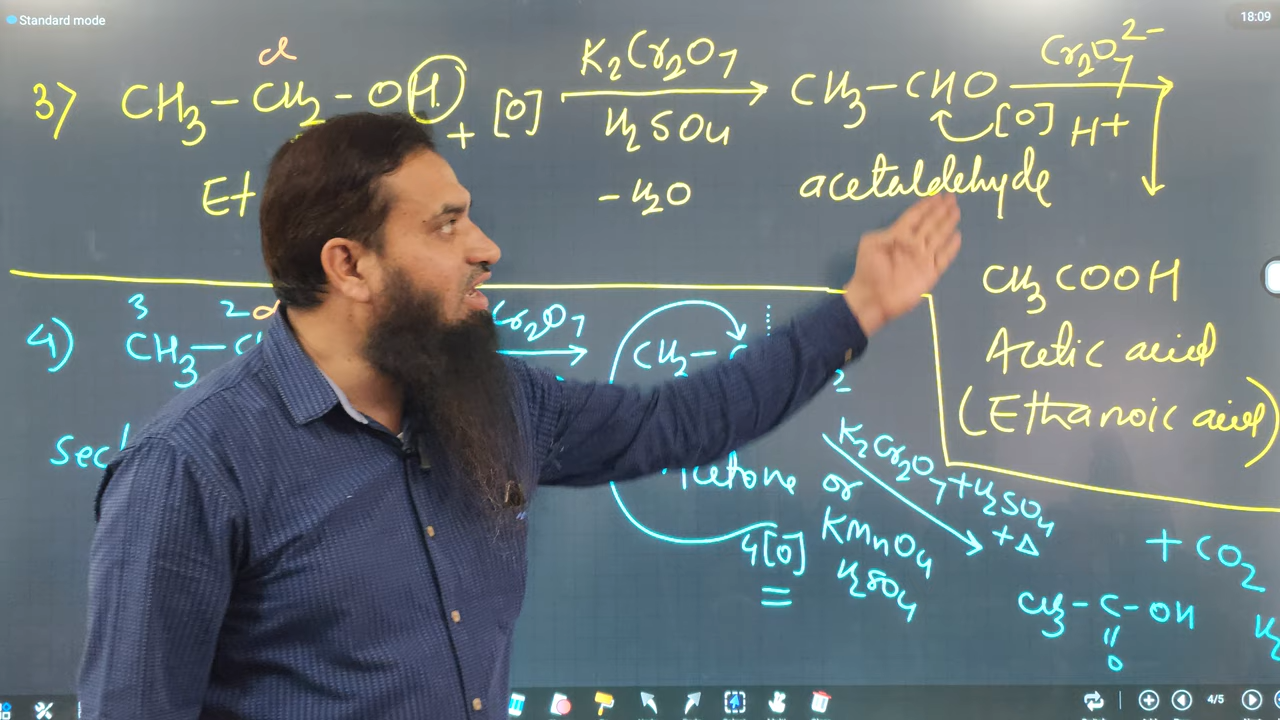 Standard mode
18:09
α
3) CH₃ – CH₂ – OH + [O] K₂Cr₂O₇ H₂SO₄ CH₃ – CHO Cr₂O₇²⁻ [O] H+
Et
– H₂O
acetaldehyde
CH₃COOH
Acetic acid
(Ethanoic acid)
3 2 α
4) CH₃ – C
Cr₂O₇
CH₃ – C
2
Sec
Acetone or
K₂Cr₂O₇ + H₂SO₄
+ Δ
4[O]
KMnO₄
H₂SO₄
+ CO₂
CH₃ – C – OH
||
O
4/5